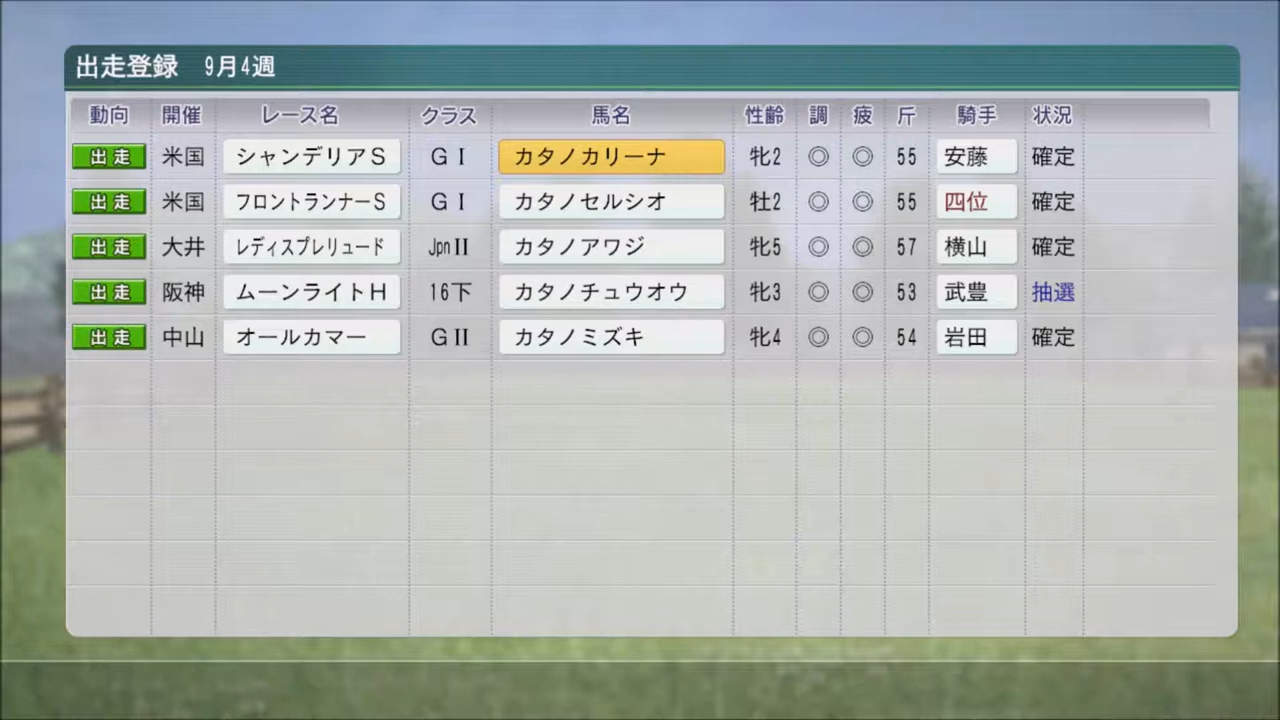 出走登録 9月4週
動向 開催 レース名 クラス 馬名 性齢 調 疲 斤 騎手 状況
出走 米国 シャンデリアS GI カタノカリーナ 牝2 ◎ ◎ 55 安藤 確定
出走 米国 フロントランナーS GI カタノセルシオ 牡2 ◎ ◎ 55 四位 確定
出走 大井 レディスプレリュード JpnII カタノアワジ 牝5 ◎ ◎ 57 横山 確定
出走 阪神 ムーンライトH 16下 カタノチュウオウ 牝3 ◎ ◎ 53 武豊 抽選
出走 中山 オールカマー GII カタノミズキ 牝4 ◎ ◎ 54 岩田 確定